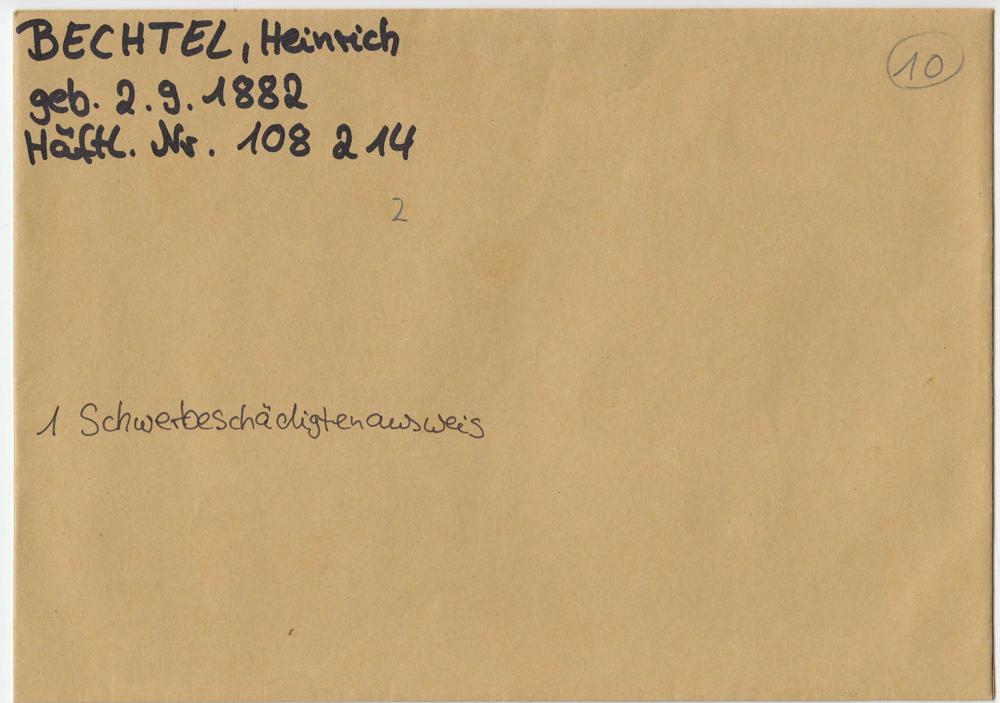 BECHTEL, Heinrich
10
geb. 2.9.1882
Häftl. Nr. 108 214
2
1 Schwerbeschädigtenausweis